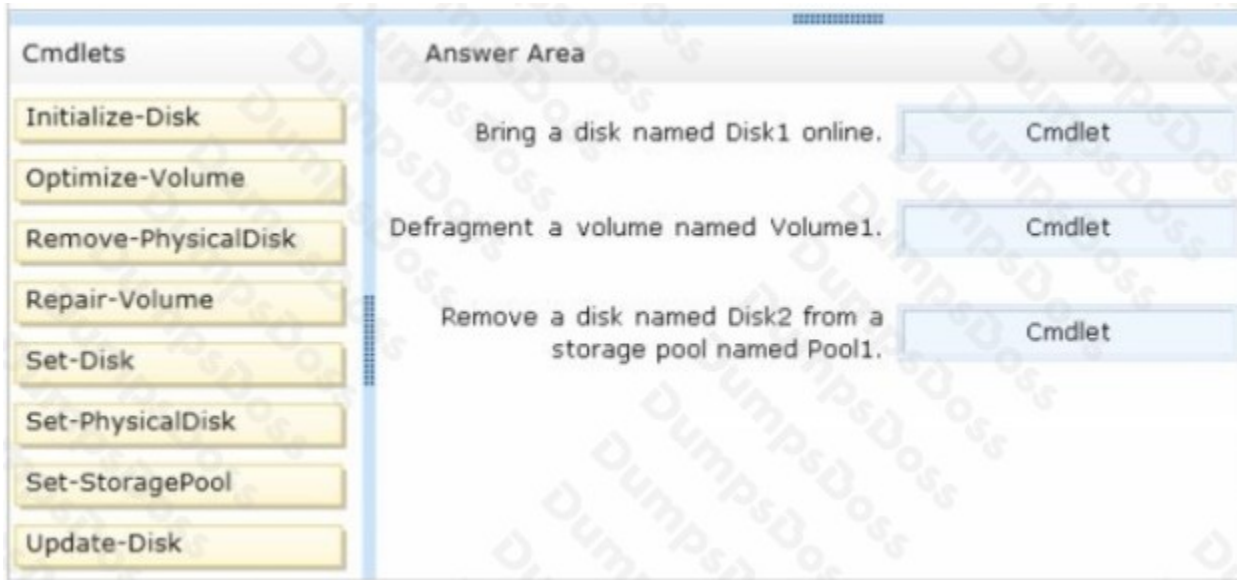 Cmdlets
Initialize-Disk
Optimize-Volume
Remove-PhysicalDisk
Repair-Volume
Set-Disk
Set-PhysicalDisk
Set-StoragePool
Update-Disk
Answer Area
Bring a disk named Disk1 online.
Cmdlet
Defragment a volume named Volume1.
Cmdlet
Remove a disk named Disk2 from a
storage pool named Pool1.
Cmdlet
DumpsDoss